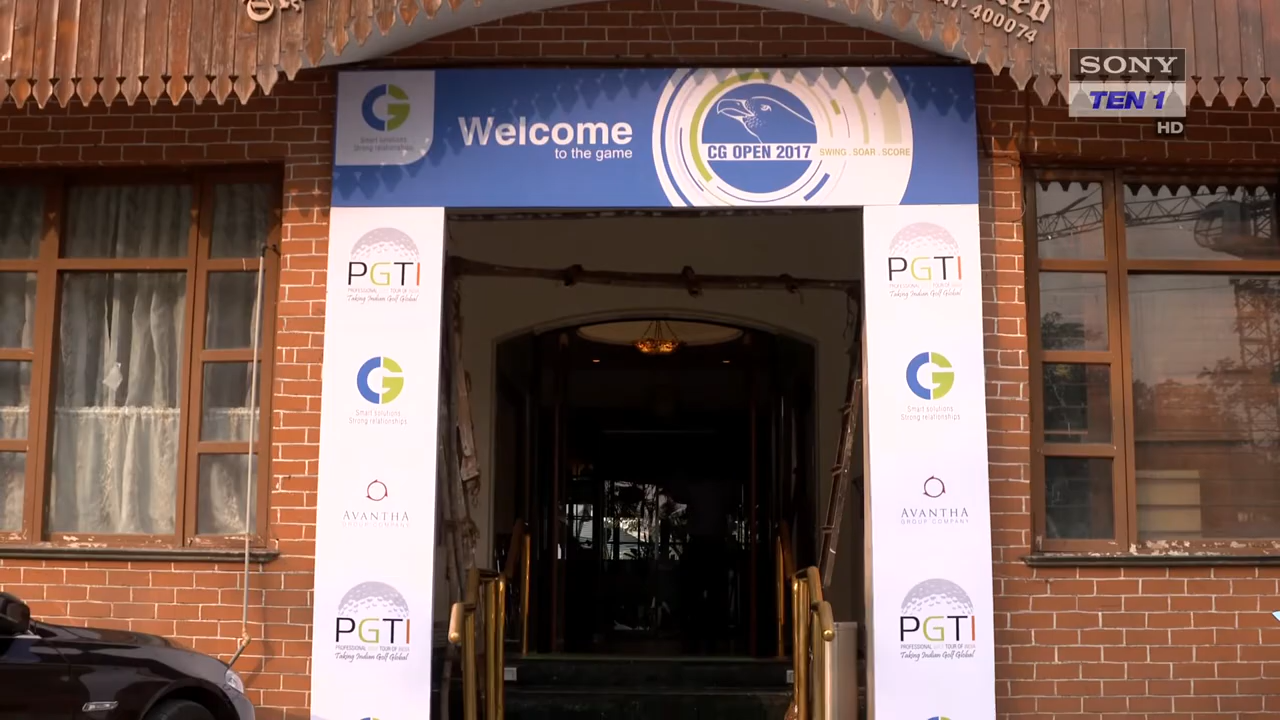 400074
SONY
TEN 1
HD
Smart solutions
Strong relationships
Welcome
to the game
CG OPEN 2017
SWING . SOAR . SCORE
PGTI
PROFESSIONAL GOLF TOUR OF INDIA
Taking Indian Golf Global
CG
Smart solutions
Strong relationships
AVANTHA
GROUP COMPANY
PGTI
PROFESSIONAL GOLF TOUR OF INDIA
Taking Indian Golf Global
PGTI
PROFESSIONAL GOLF TOUR OF INDIA
Taking Indian Golf Global
CG
Smart solutions
Strong relationships
AVANTHA
GROUP COMPANY
PGTI
PROFESSIONAL GOLF TOUR OF INDIA
Taking Indian Golf Global